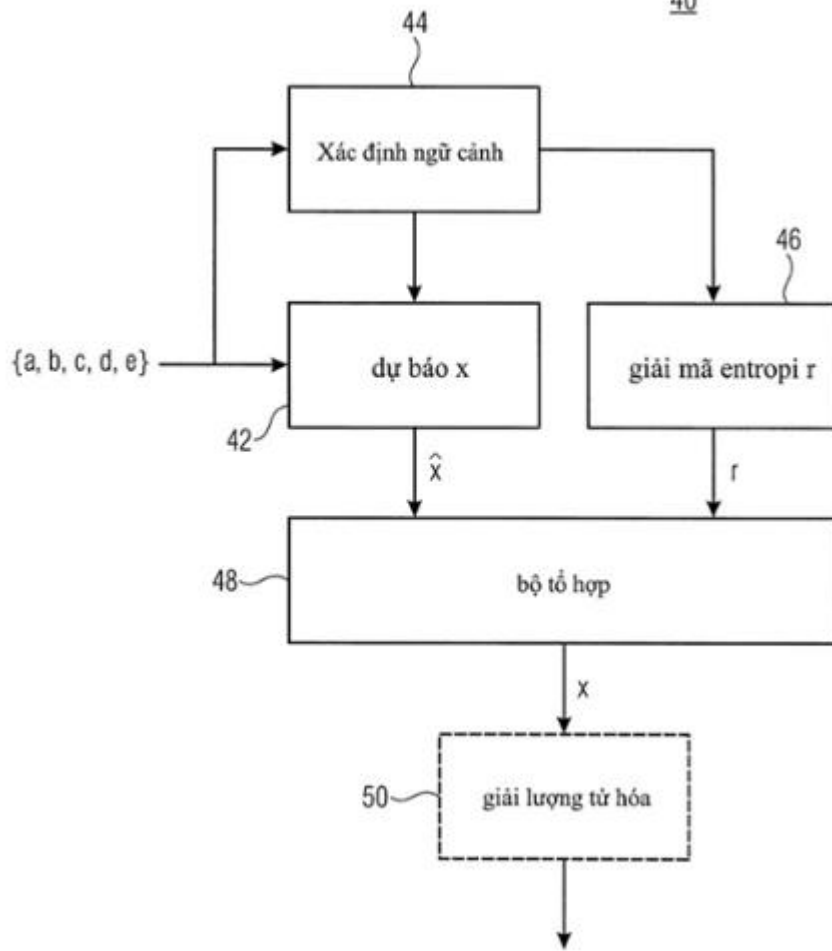 40
44
Xác định ngữ cảnh
46
{a, b, c, d, e}
dự báo x
giải mã entropi r
42
x̂
r
48
bộ tổ hợp
x
50
giải lượng tử hóa